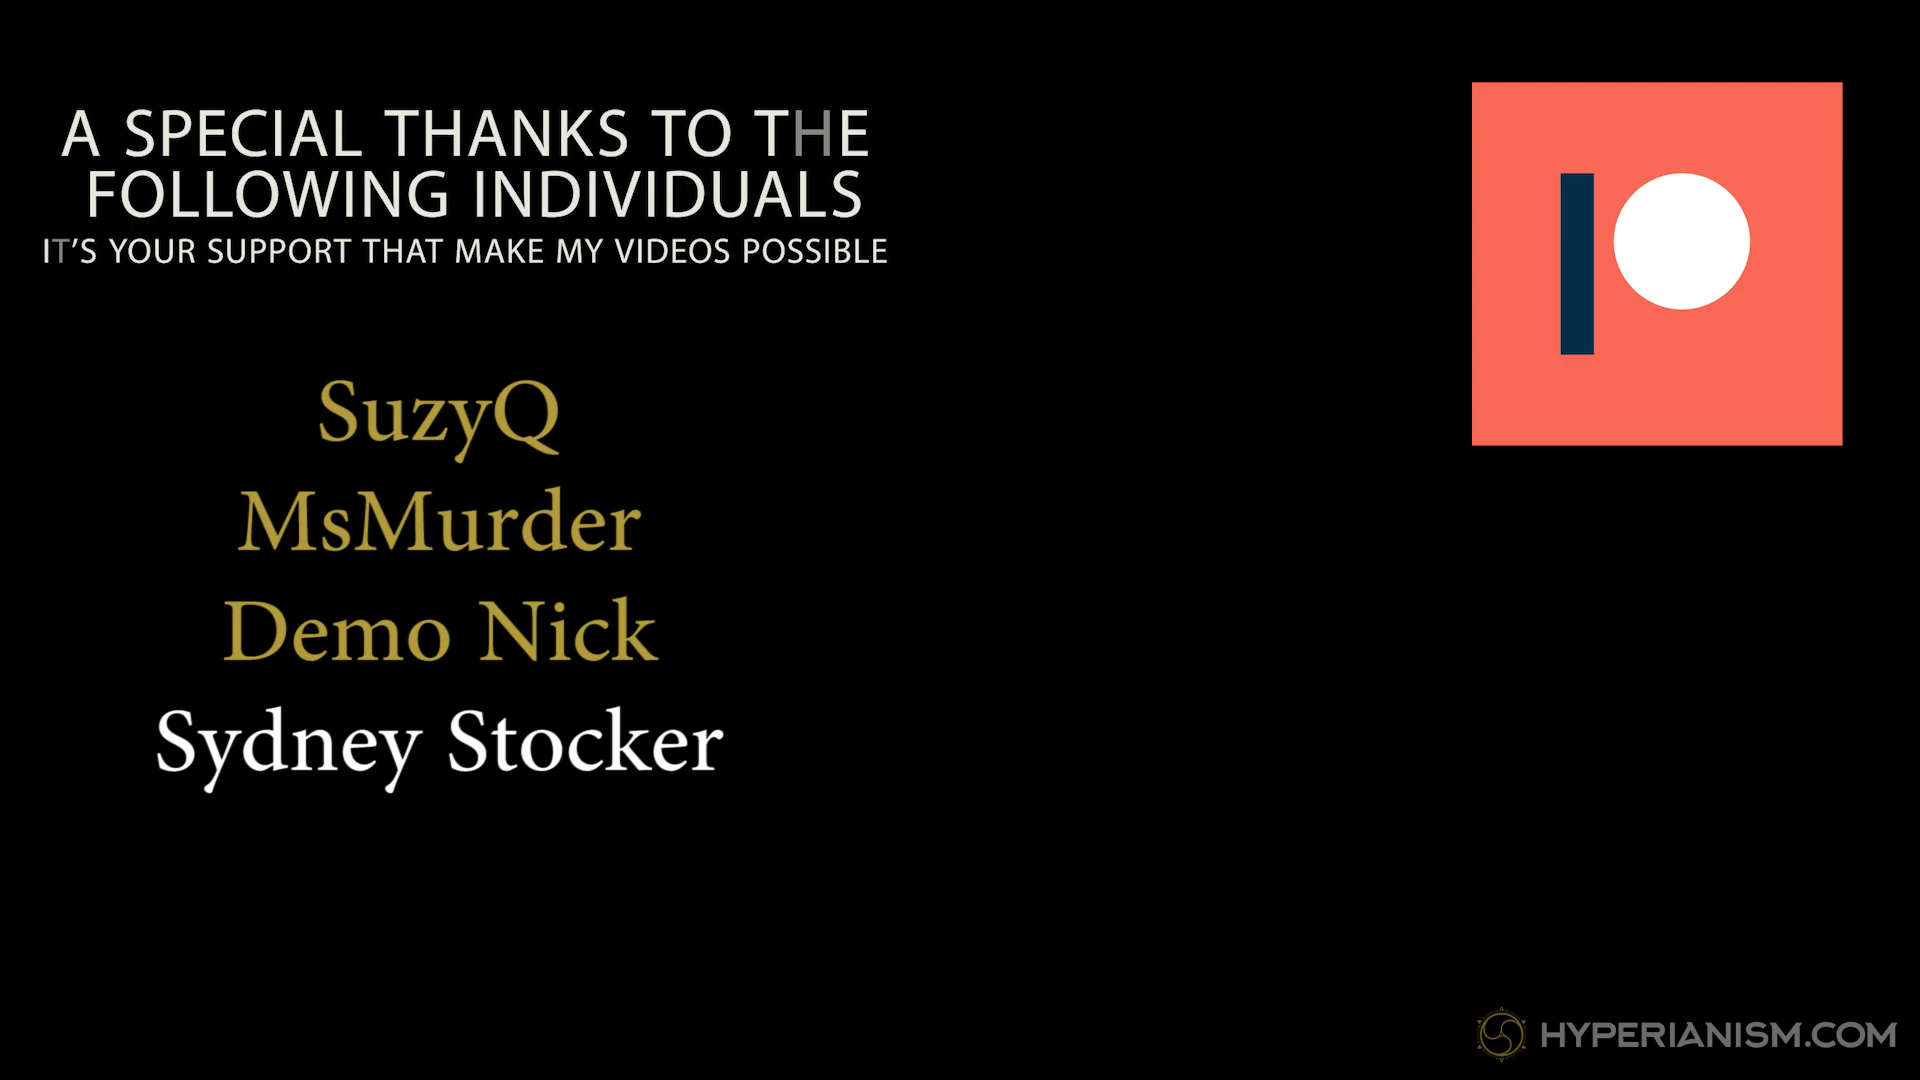 A SPECIAL THANKS TO THE
FOLLOWING INDIVIDUALS
IT’S YOUR SUPPORT THAT MAKE MY VIDEOS POSSIBLE
SuzyQ
MsMurder
Demo Nick
Sydney Stocker
HYPERIANISM.COM